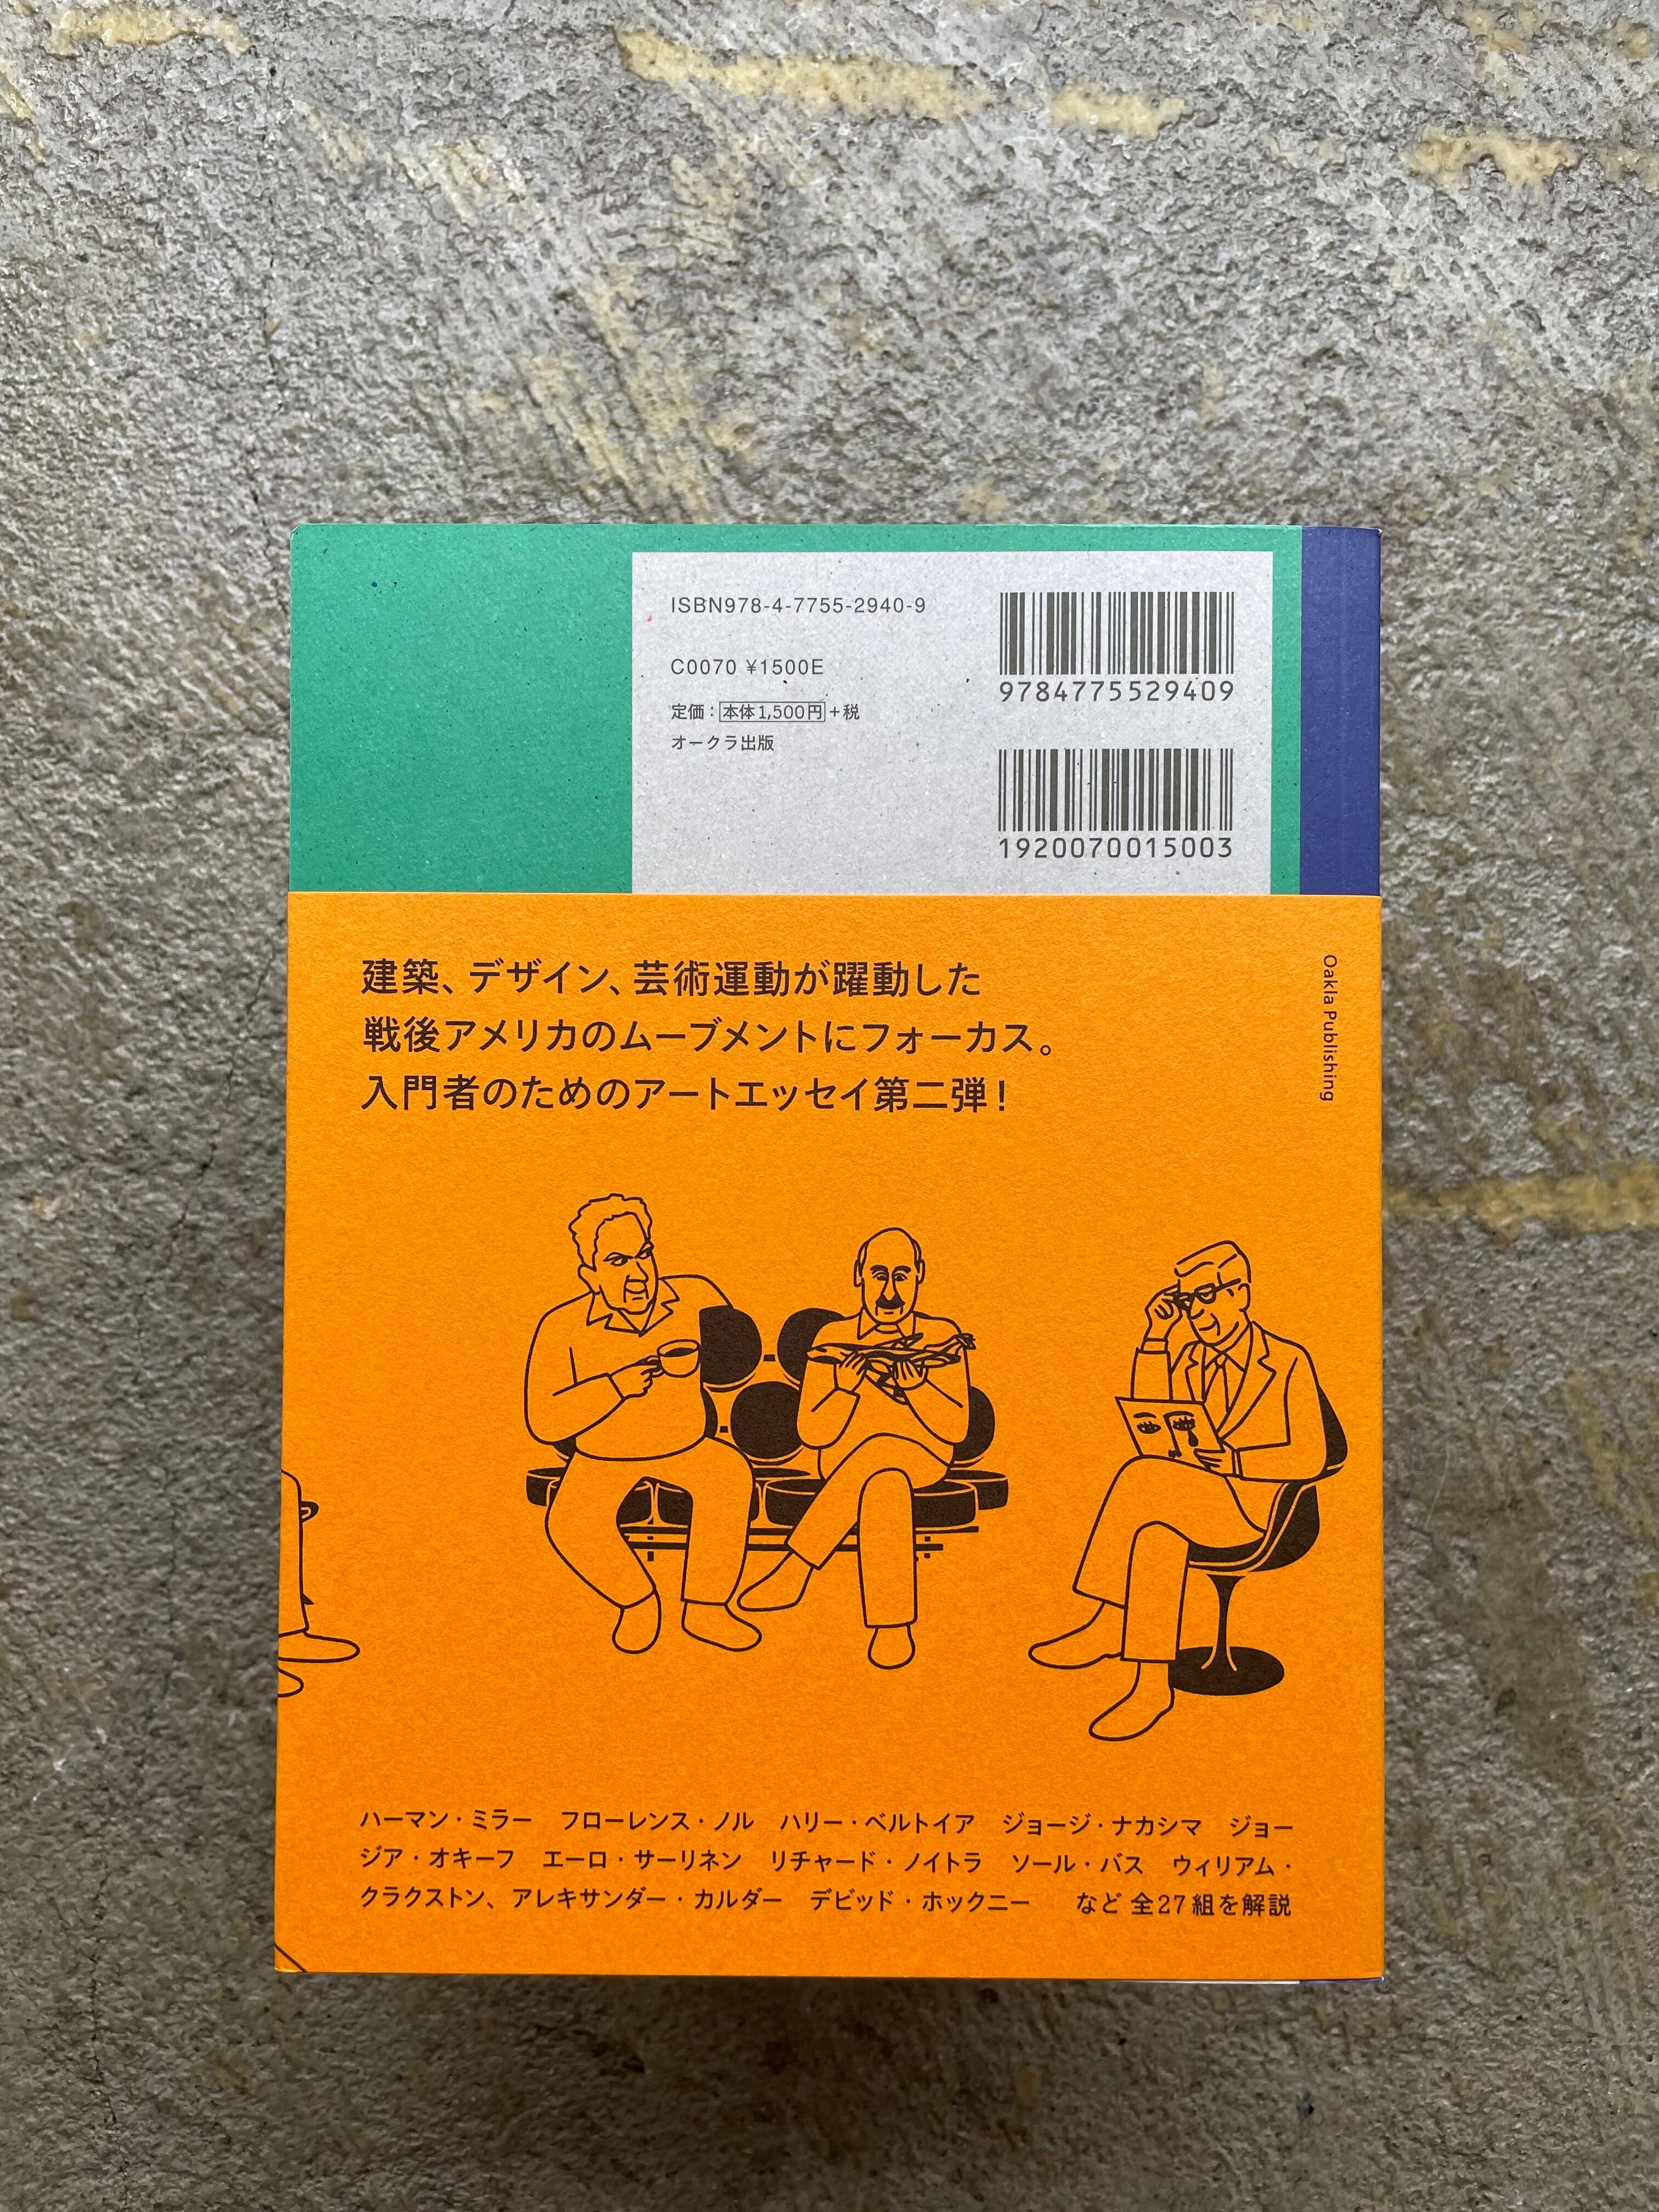 ISBN978-4-7755-2940-9
C0070 ¥1500E
定価：本体1,500円+税
オークラ出版
9784775529409
1920070015003
建築、デザイン、芸術運動が躍動した
戦後アメリカのムーブメントにフォーカス。
入門者のためのアートエッセイ第二弾！
Oakla Publishing
ハーマン・ミラー　フローレンス・ノル　ハリー・ベルトイア　ジョージ・ナカシマ　ジョー
ジア・オキーフ　エーロ・サーリネン　リチャード・ノイトラ　ソール・バス　ウィリアム・
クラクストン、アレキサンダー・カルダー　デビッド・ホックニー　など 全27組を解説